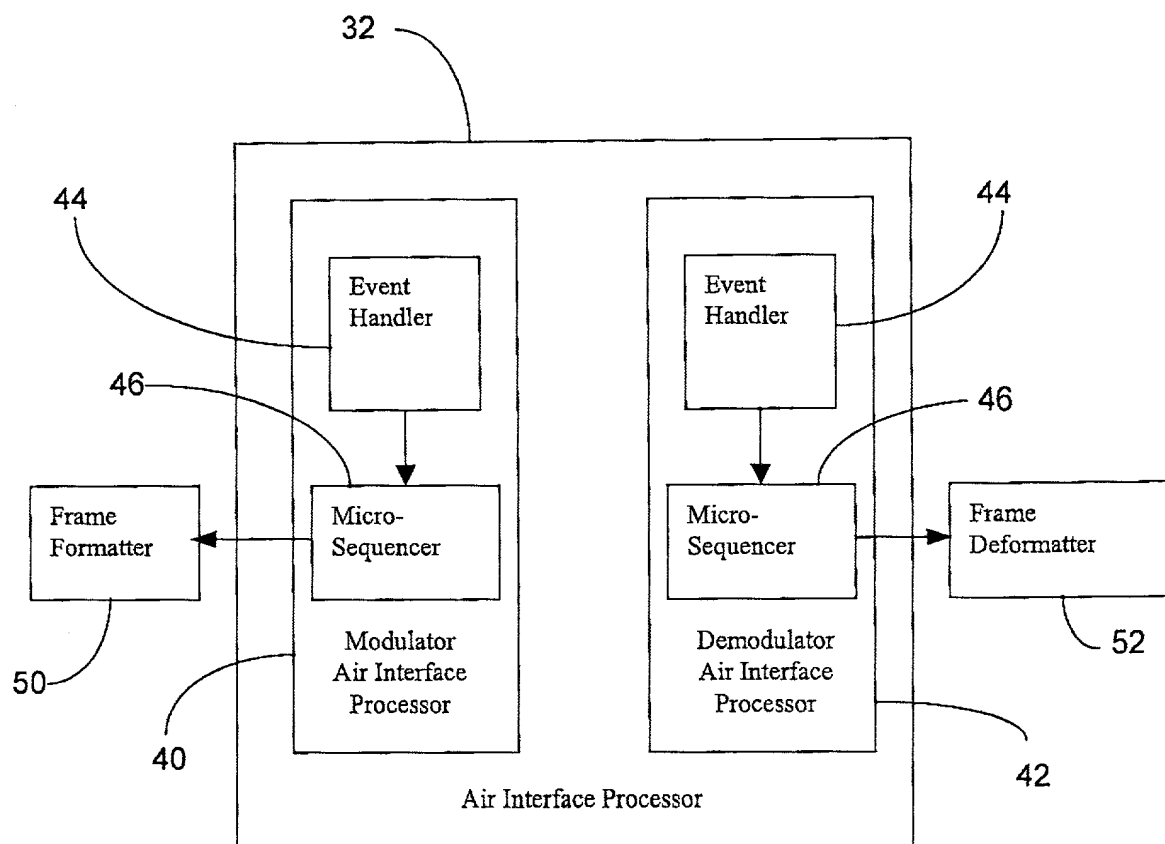 32
44
44
Event
Handler
Event
Handler
46
46
Frame
Formatter
Micro-
Sequencer
Micro-
Sequencer
Frame
Deformatter
50
Modulator
Air Interface
Processor
Demodulator
Air Interface
Processor
52
40
42
Air Interface Processor